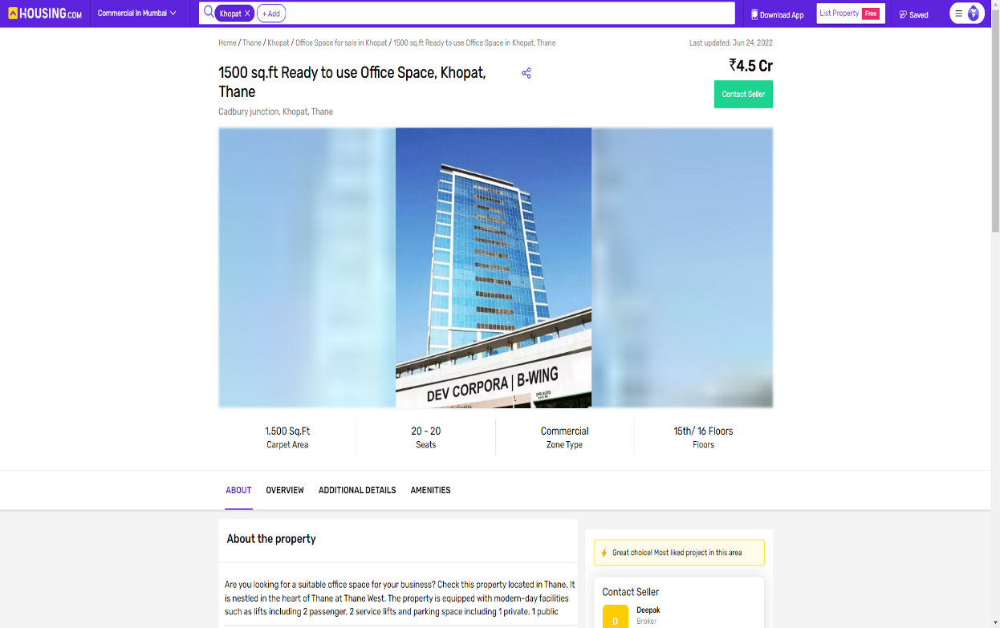 HOUSING.COM
Commercial In Mumbai
Khopat X
+ Add
Download App
List Property Free
Saved
Home / Thane / Khopat / Office Space for sale in Khopat / 1500 sq.ft Ready to use Office Space in Khopat, Thane
Last updated: Jun 24, 2022
1500 sq.ft Ready to use Office Space, Khopat,
Thane
₹4.5 Cr
Contact Seller
Cadbury junction, Khopat, Thane
DEV CORPORA | B-WING
1,500 Sq.Ft
Carpet Area
20 - 20
Seats
Commercial
Zone Type
15th/ 16 Floors
Floors
ABOUT
OVERVIEW
ADDITIONAL DETAILS
AMENITIES
About the property
Are you looking for a suitable office space for your business? Check this property located in Thane. It
is nestled in the heart of Thane at Thane West. The property is equipped with modern-day facilities
such as lifts including 2 passenger, 2 service lifts and parking space including 1 private, 1 public
Great choice! Most liked project in this area
Contact Seller
D
Deepak
Broker